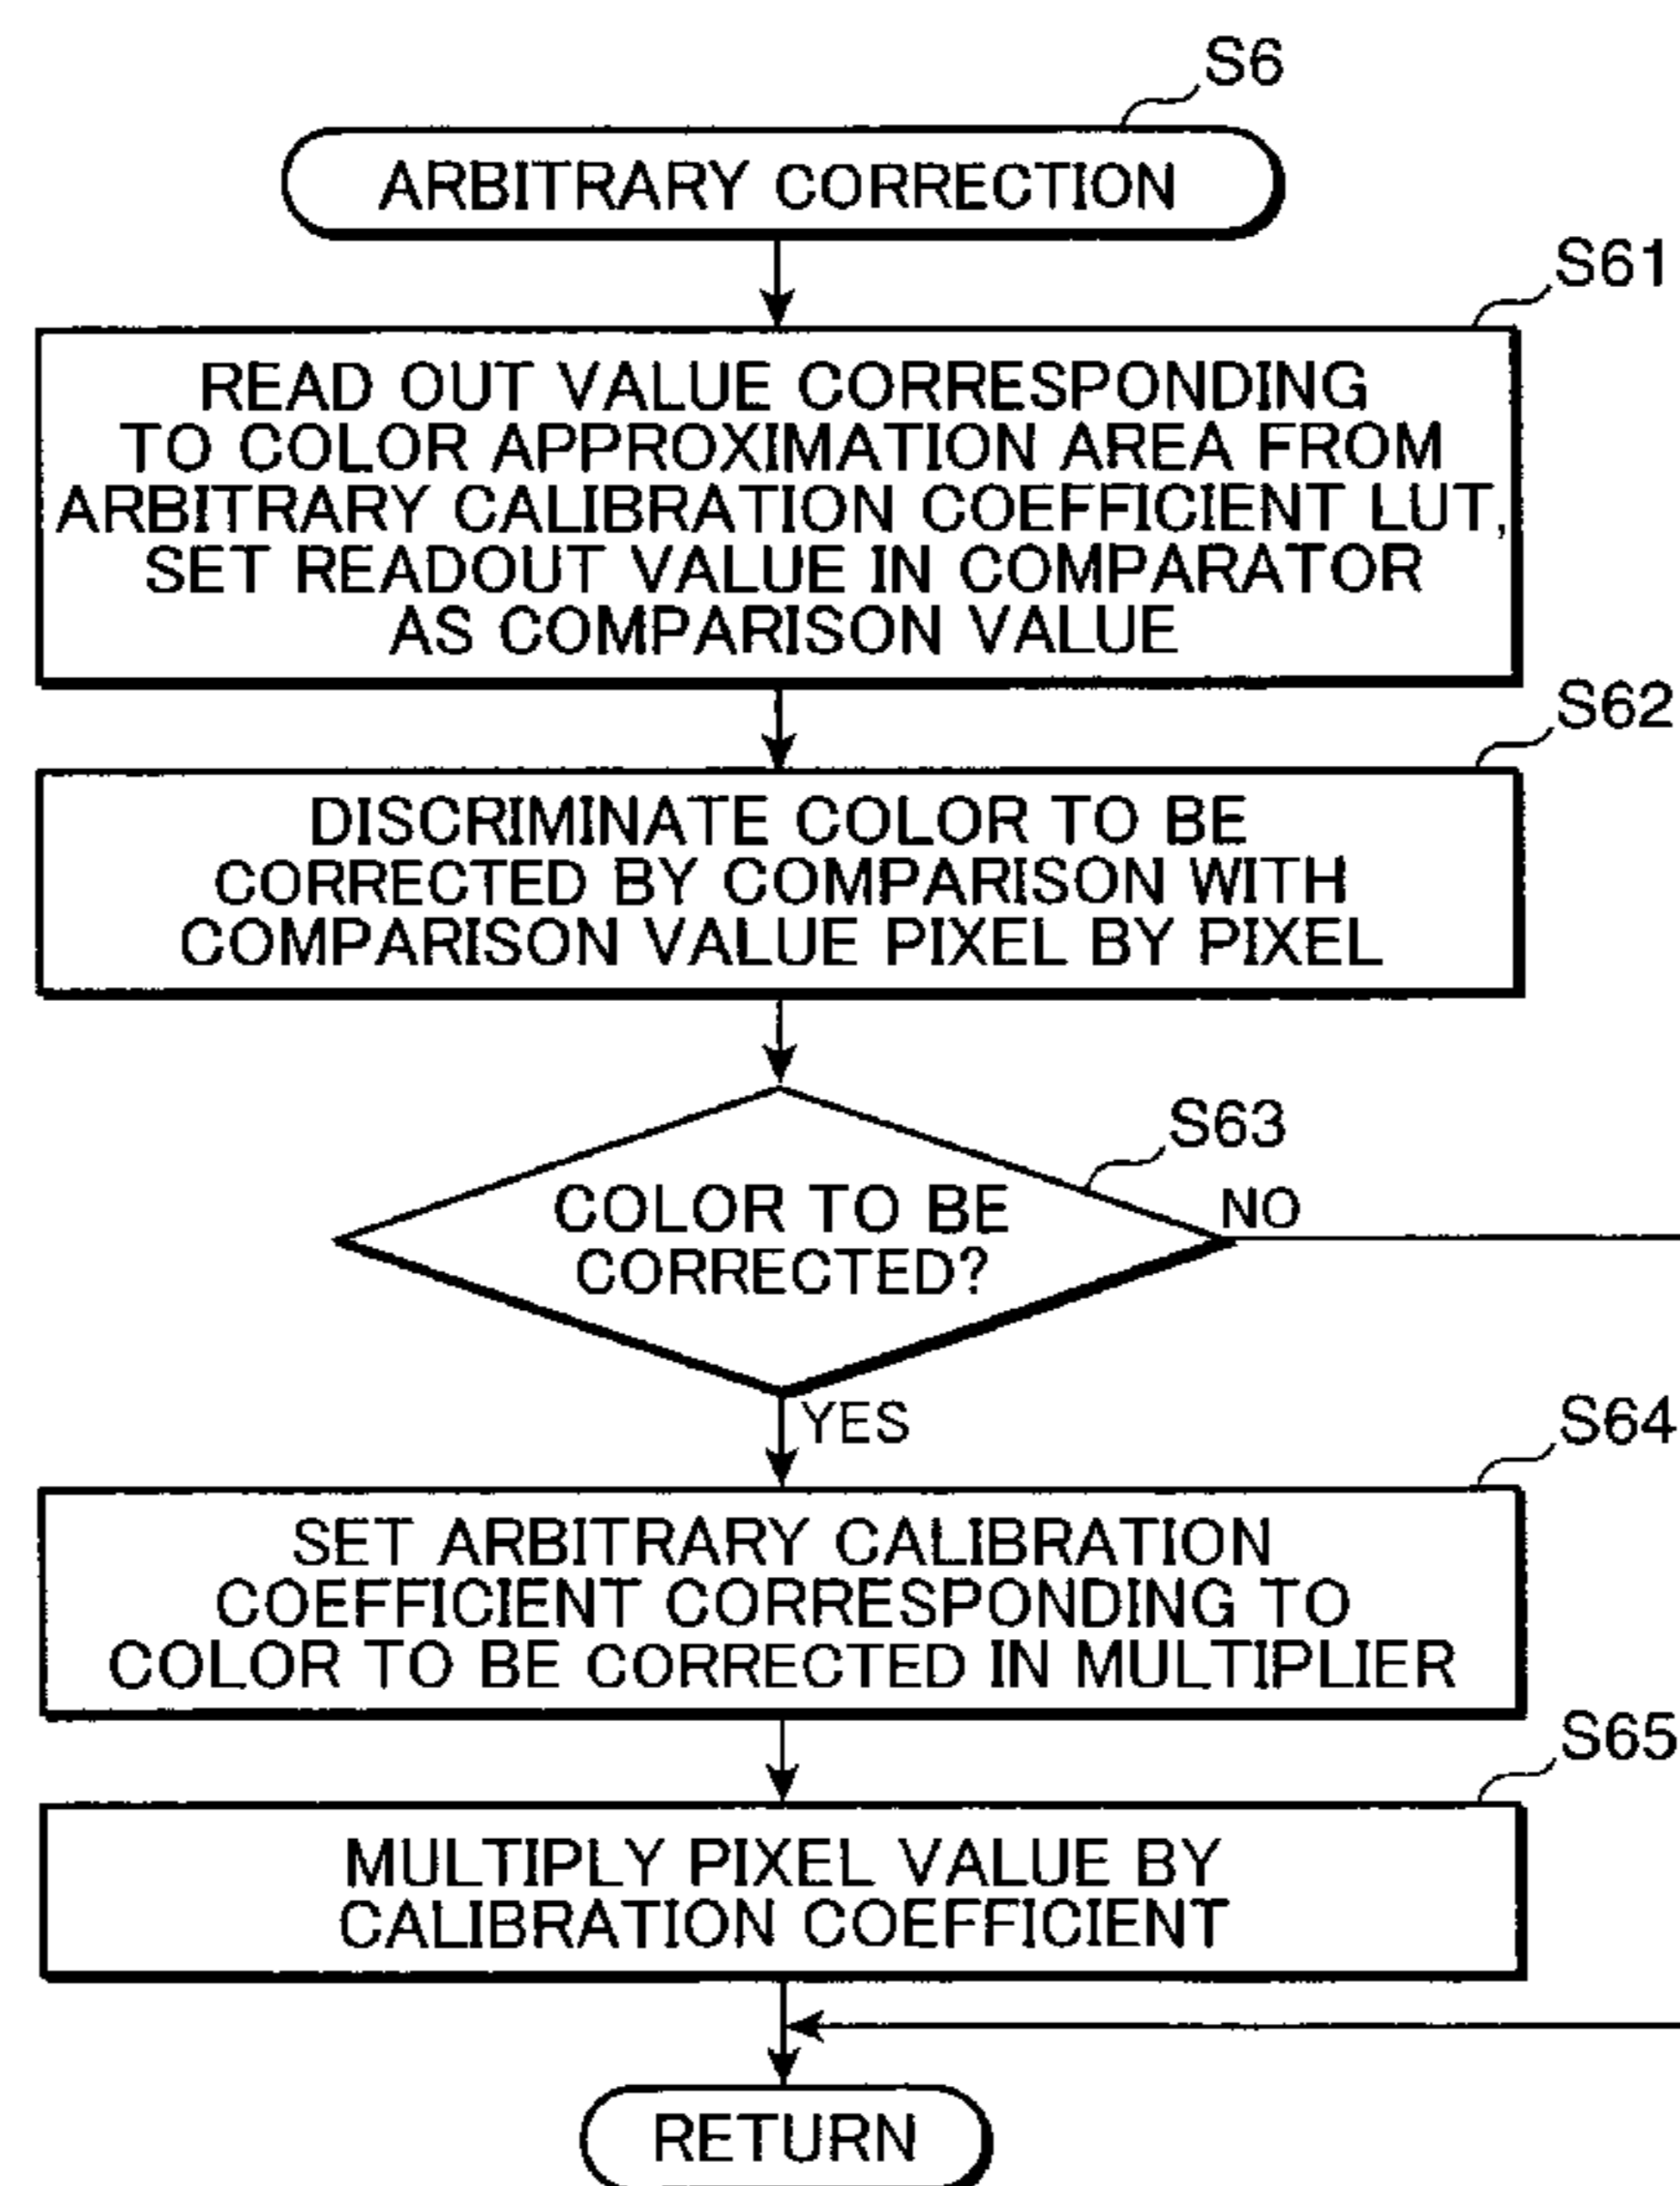 S6
ARBITRARY CORRECTION
S61
READ OUT VALUE CORRESPONDING
TO COLOR APPROXIMATION AREA FROM
ARBITRARY CALIBRATION COEFFICIENT LUT,
SET READOUT VALUE IN COMPARATOR
AS COMPARISON VALUE
S62
DISCRIMINATE COLOR TO BE
CORRECTED BY COMPARISON WITH
COMPARISON VALUE PIXEL BY PIXEL
S63
COLOR TO BE
CORRECTED?
NO
YES
S64
SET ARBITRARY CALIBRATION
COEFFICIENT CORRESPONDING TO
COLOR TO BE CORRECTED IN MULTIPLIER
S65
MULTIPLY PIXEL VALUE BY
CALIBRATION COEFFICIENT
RETURN